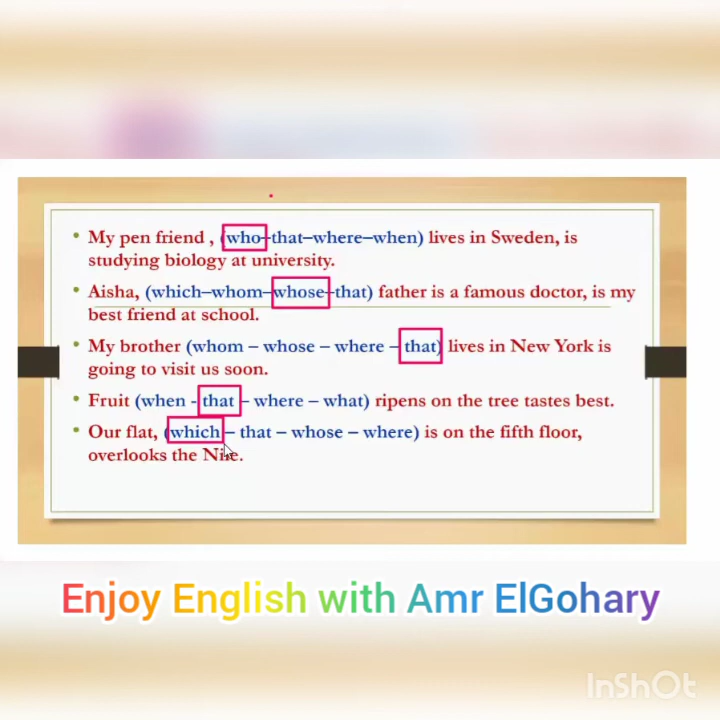 • My pen friend , (who–that–where–when) lives in Sweden, is
studying biology at university.
• Aisha, (which–whom–whose–that) father is a famous doctor, is my
best friend at school.
• My brother (whom – whose – where – that) lives in New York is
going to visit us soon.
• Fruit (when - that – where – what) ripens on the tree tastes best.
• Our flat, (which – that – whose – where) is on the fifth floor,
overlooks the Nile.
Enjoy English with Amr ElGohary
InShOt